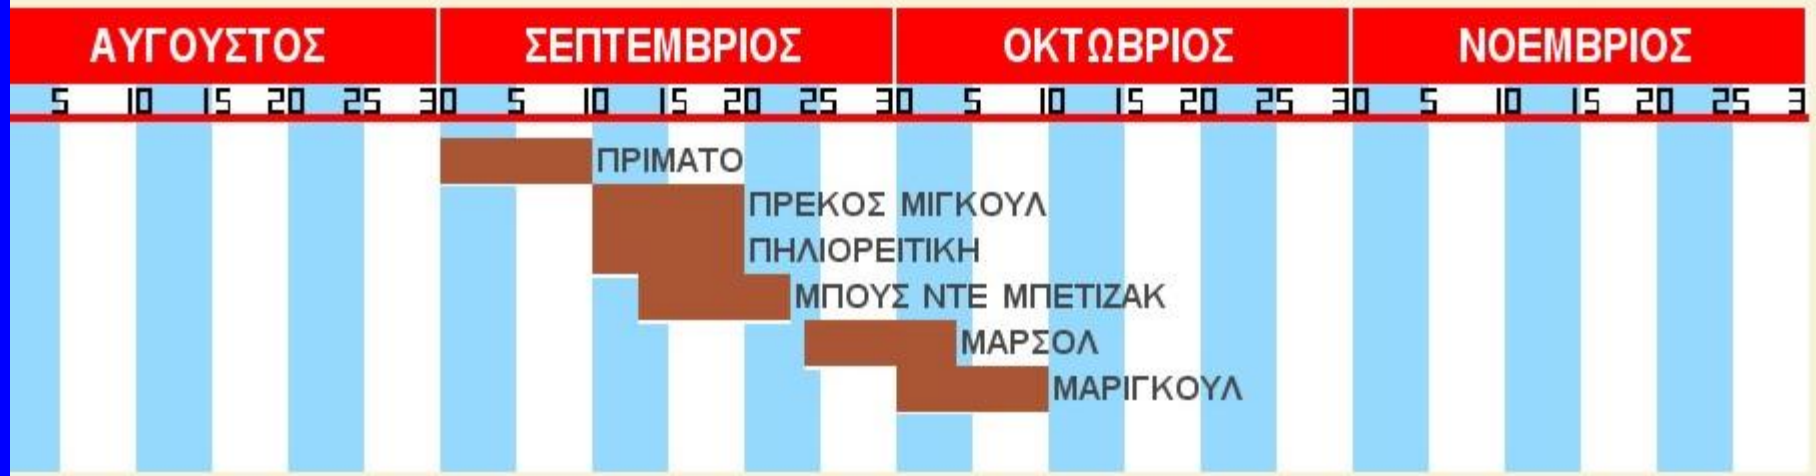 ΑΥΓΟΥΣΤΟΣ ΣΕΠΤΕΜΒΡΙΟΣ ΟΚΤΩΒΡΙΟΣ ΝΟΕΜΒΡΙΟΣ
5 10 15 20 25 30 5 10 15 20 25 30 5 10 15 20 25 30 5 10 15 20 25 3
ΠΡΙΜΑΤΟ
ΠΡΕΚΟΣ ΜΙΓΚΟΥΛ
ΠΗΛΙΟΡΕΙΤΙΚΗ
ΜΠΟΥΣ ΝΤΕ ΜΠΕΤΙΖΑΚ
ΜΑΡΣΟΛ
ΜΑΡΙΓΚΟΥΛ